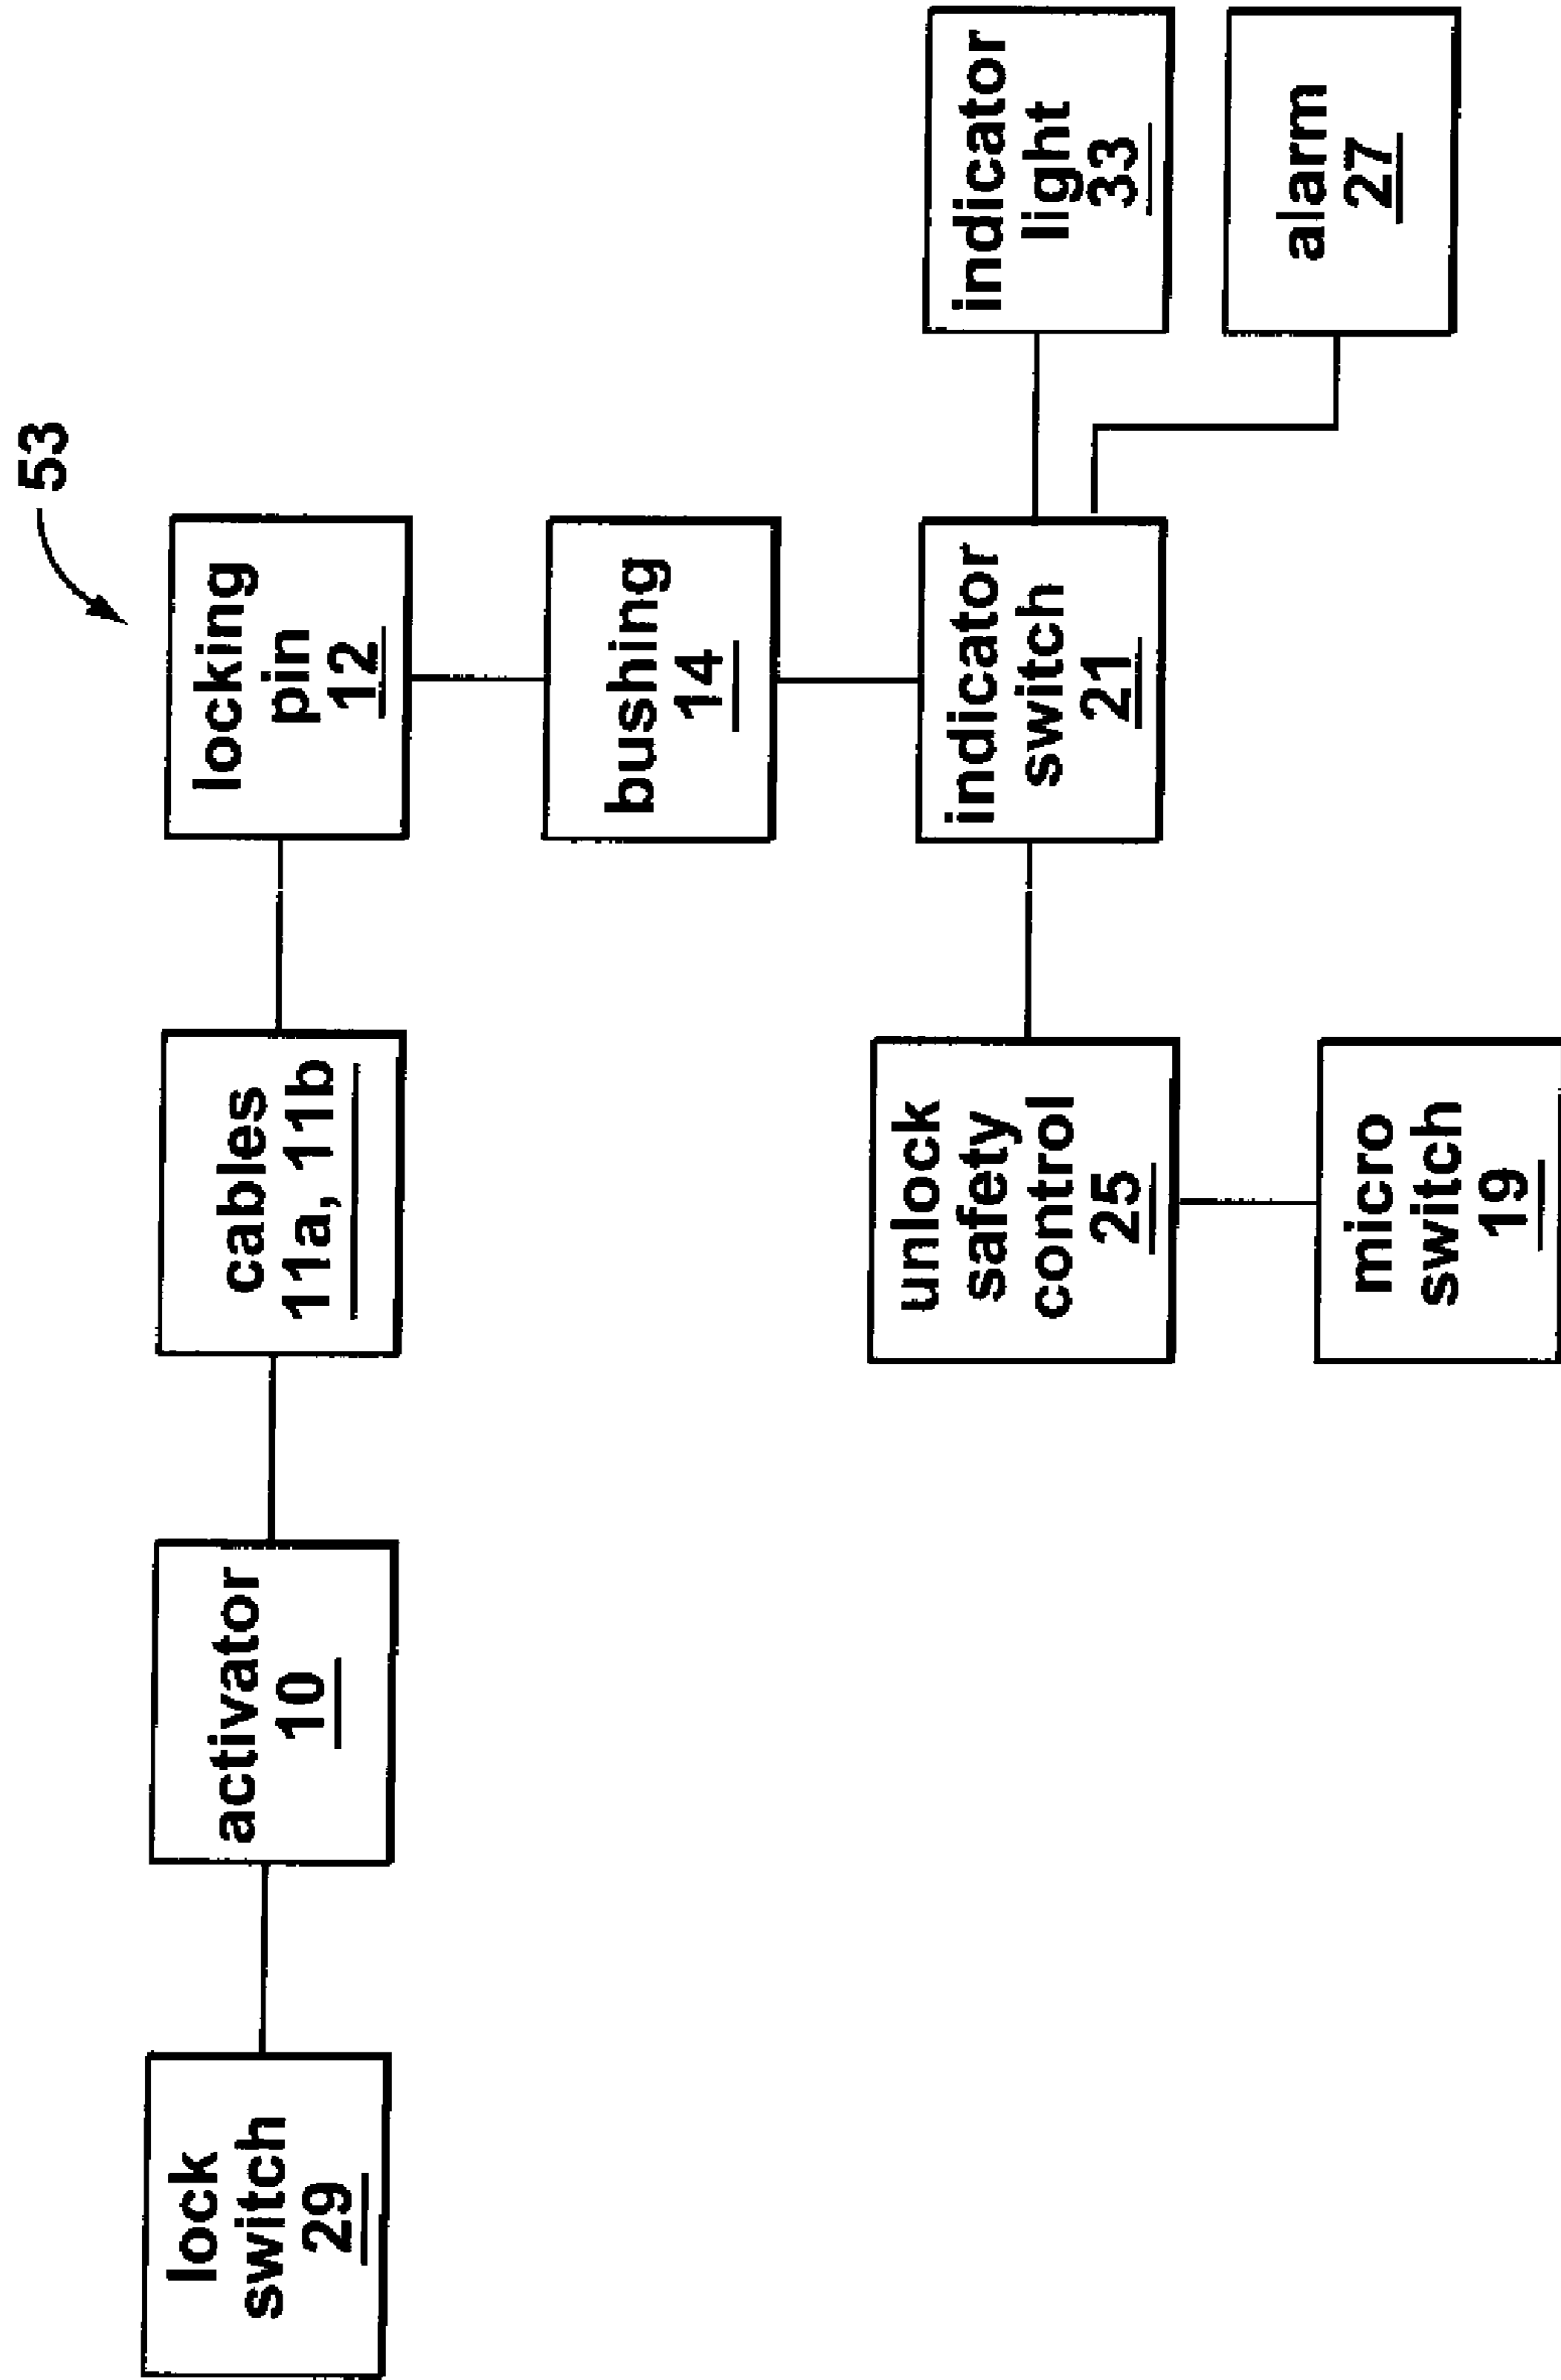 53
lock
switch
29
activator
10
cables
11a, 11b
locking
pin
12
bushing
14
unlock
safety
control
25
indicator
switch
21
indicator
light
33
micro
switch
19
alarm
27